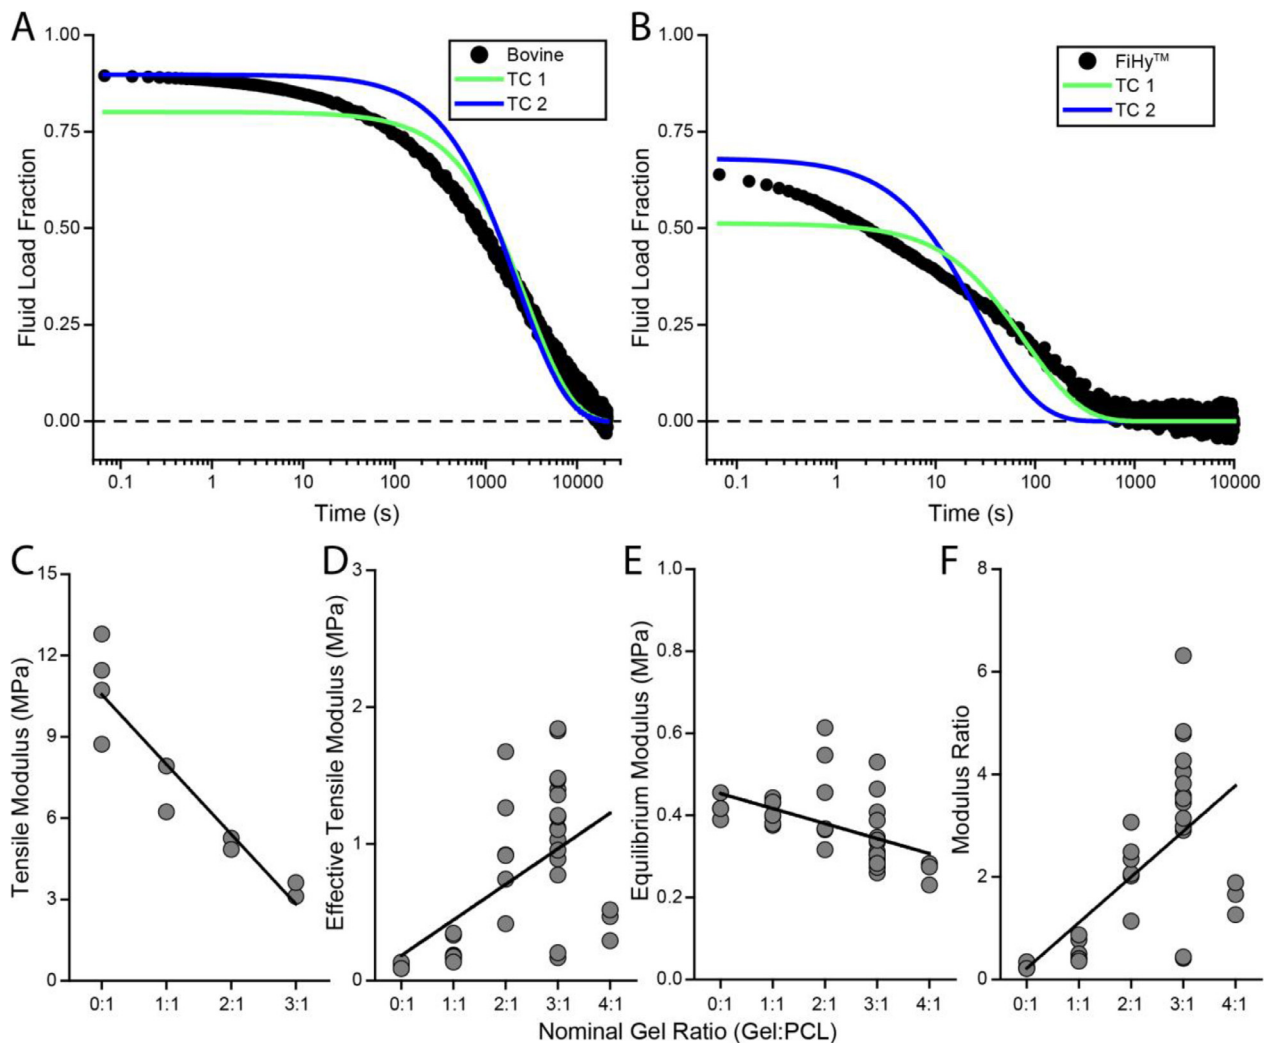 A
Fluid Load Fraction
1.00
0.75
0.50
0.25
0.00
Bovine
TC 1
TC 2
0.1 1 10 100 1000 10000
Time (s)
B
Fluid Load Fraction
1.00
0.75
0.50
0.25
0.00
FiHy™
TC 1
TC 2
0.1 1 10 100 1000 10000
Time (s)
C
Tensile Modulus (MPa)
15
12
9
6
3
0
0:1 1:1 2:1 3:1
D
Effective Tensile Modulus (MPa)
3
2
1
0
0:1 1:1 2:1 3:1 4:1
E
Equilibrium Modulus (MPa)
1.0
0.8
0.6
0.4
0.2
0.0
0:1 1:1 2:1 3:1 4:1
F
Modulus Ratio
8
6
4
2
0
0:1 1:1 2:1 3:1 4:1
Nominal Gel Ratio (Gel:PCL)